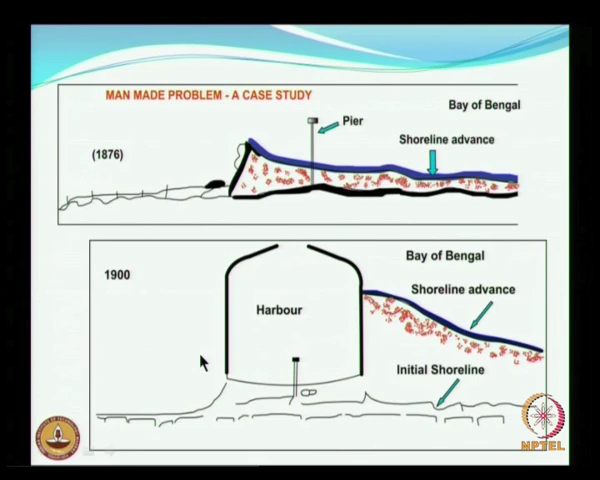 MAN MADE PROBLEM - A CASE STUDY
Bay of Bengal
Pier
Shoreline advance
(1876)
1900
Bay of Bengal
Shoreline advance
Harbour
Initial Shoreline
NPTEL